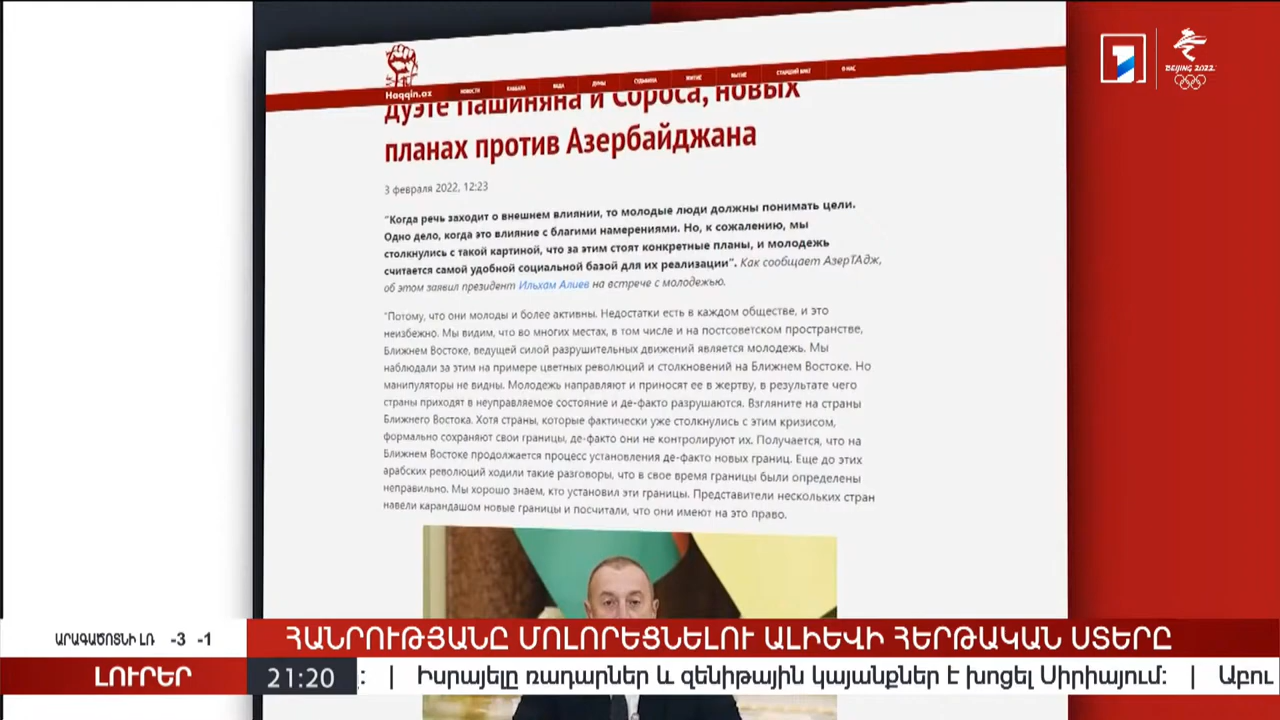 BEIJING 2022
Haqqin.az
НОВОСТИ КАББАЛА ВОДА ДУМЫ СУДЬБИНА ЖИТИЕ БЫТИЕ СТАРШИЙ БРАТ О НАС
дуэте Пашиняна и Сороса, новых
планах против Азербайджана
3 февраля 2022, 12:23
"Когда речь заходит о внешнем влиянии, то молодые люди должны понимать цели.
Одно дело, когда это влияние с благими намерениями. Но, к сожалению, мы
столкнулись с такой картиной, что за этим стоят конкретные планы, и молодежь
считается самой удобной социальной базой для их реализации". Как сообщает АзерТАдж,
об этом заявил президент Ильхам Алиев на встрече с молодежью.
"Потому, что они молоды и более активны. Недостатки есть в каждом обществе, и это
неизбежно. Мы видим, что во многих местах, в том числе и на постсоветском пространстве,
Ближнем Востоке, ведущей силой разрушительных движений является молодежь. Мы
наблюдали за этим на примере цветных революций и столкновений на Ближнем Востоке. Но
манипуляторы не видны. Молодежь направляют и приносят ее в жертву, в результате чего
страны приходят в неуправляемое состояние и де-факто разрушаются. Взгляните на страны
Ближнего Востока. Хотя страны, которые фактически уже столкнулись с этим кризисом,
формально сохраняют свои границы, де-факто они не контролируют их. Получается, что на
Ближнем Востоке продолжается процесс установления де-факто новых границ. Еще до этих
арабских революций ходили такие разговоры, что в свое время границы были определены
неправильно. Мы хорошо знаем, кто установил эти границы. Представители нескольких стран
навели карандашом новые границы и посчитали, что они имеют на это право.
ԱՐԱԳԱԾՈՏՆԻ ԼՌ -3 -1
ՀԱՆՐՈՒԹՅԱՆԸ ՄՈԼՈՐԵՑՆԵԼՈՒ ԱԼԻԵՎԻ ՀԵՐԹԱԿԱՆ ՍՏԵՐԸ
ԼՈՒՐԵՐ 21:20 : | Իսրայելը ռադարներ և զենիթային կայանքներ է խոցել Սիրիայում: | Աբու